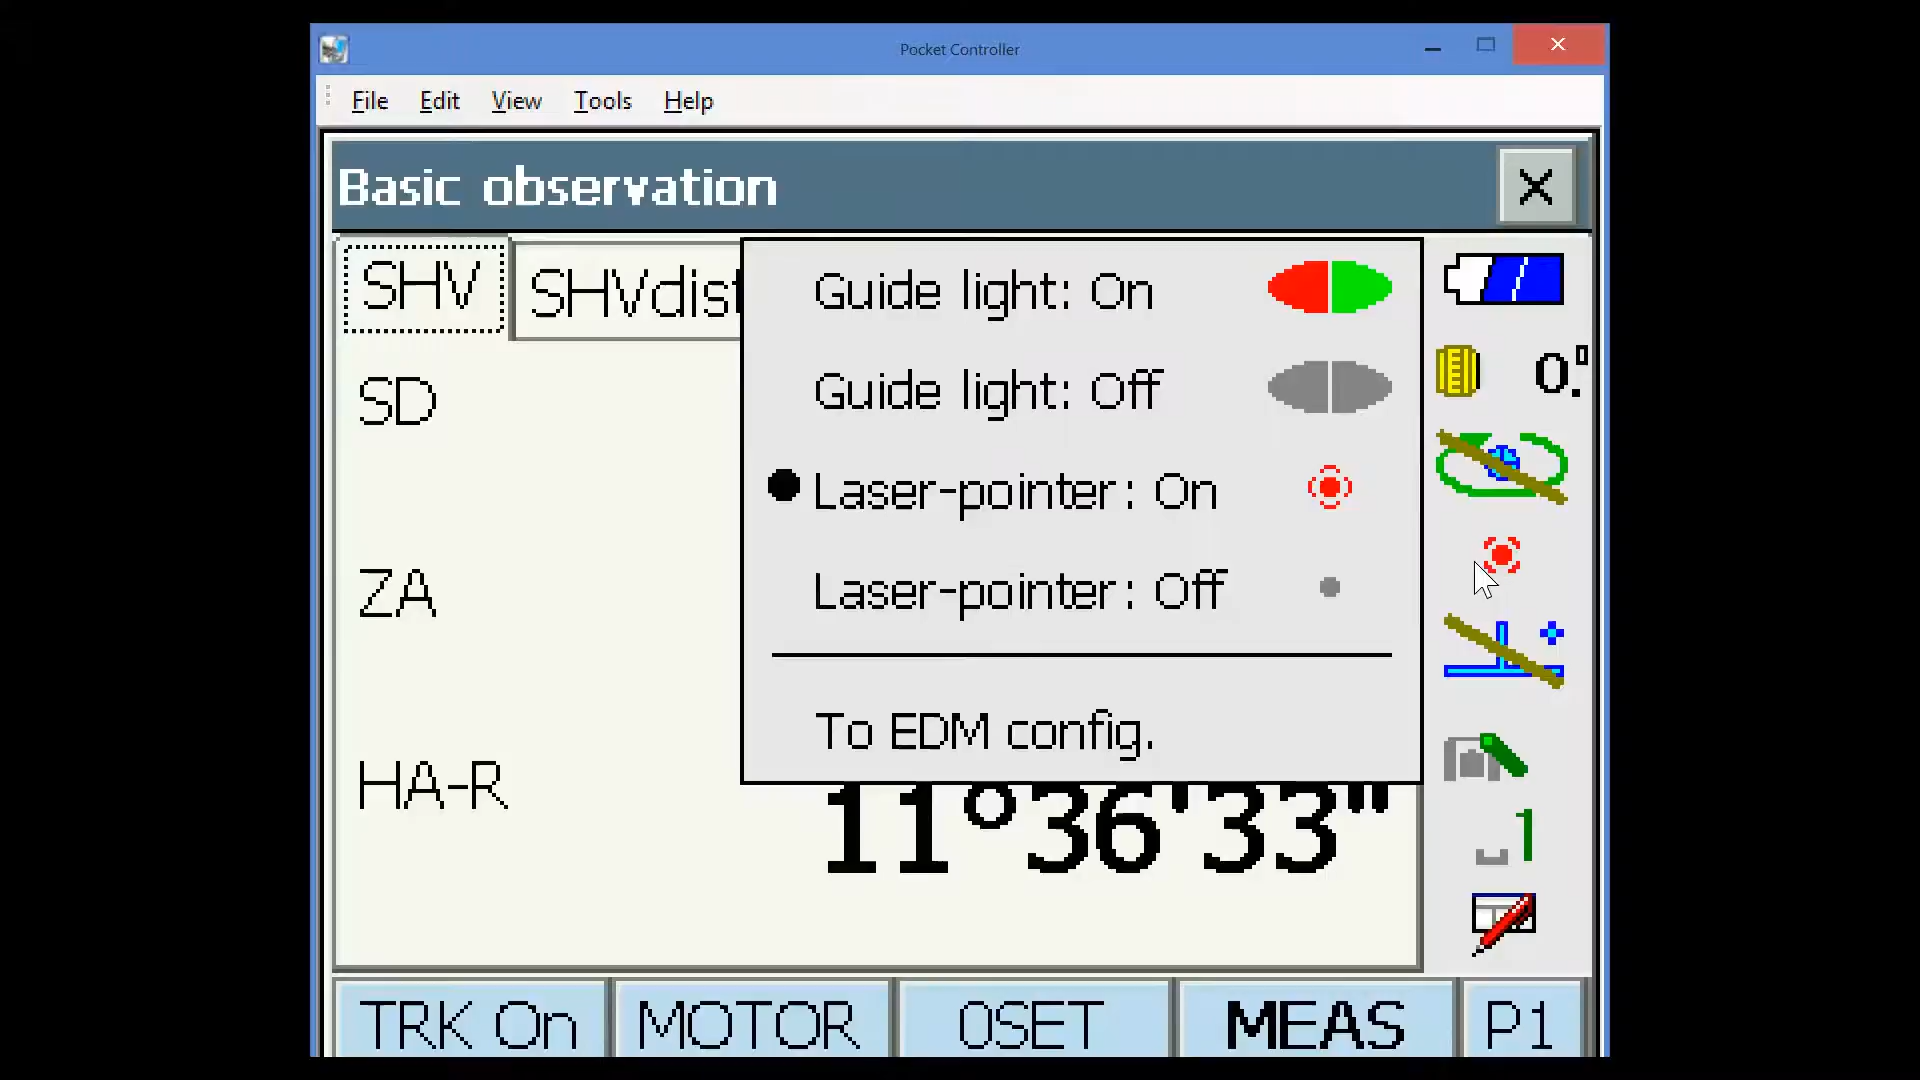 Pocket Controller
File Edit View Tools Help
Basic observation
SHV
Guide light: On
0."
Guide light: Off
SD
Laser-pointer: On
ZA
Laser-pointer: Off
To EDM config.
HA-R
11°36'33"
1
TRK On MOTOR 0SET MEAS P1